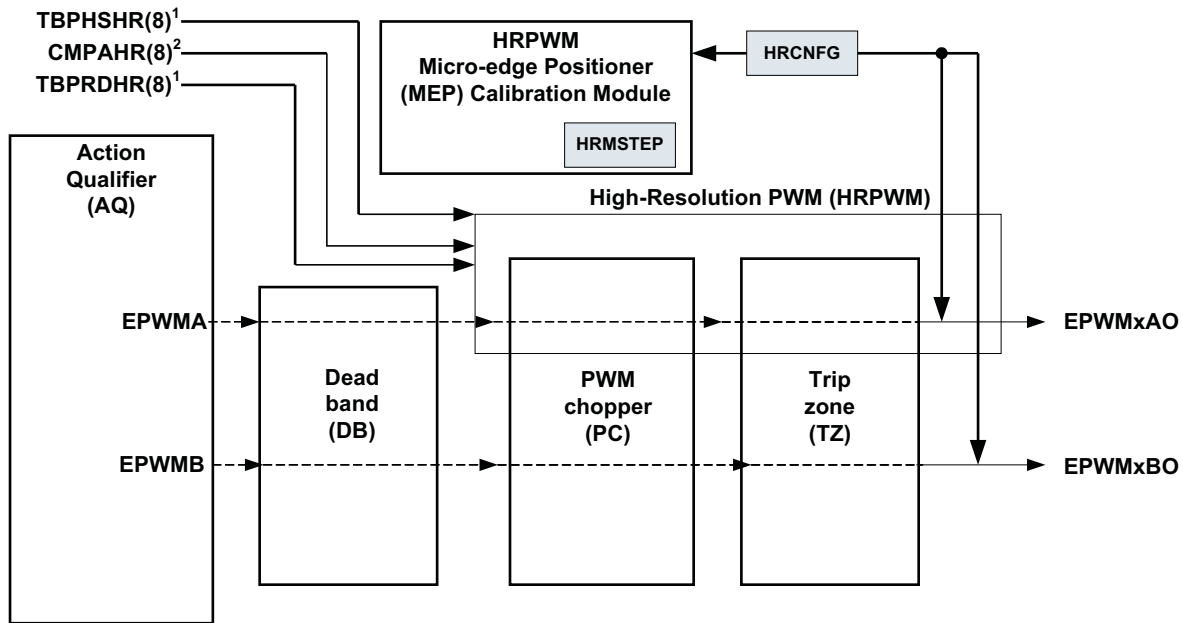 TBPHSHR(8)1
CMPAHR(8)2
TBPRDHR(8)1
HRPWM
Micro-edge Positioner
(MEP) Calibration Module
HRMSTEP
HRCNFG
Action
Qualifier
(AQ)
High-Resolution PWM (HRPWM)
EPWMA
EPWMxAO
Dead
band
(DB)
PWM
chopper
(PC)
Trip
zone
(TZ)
EPWMB
EPWMxBO